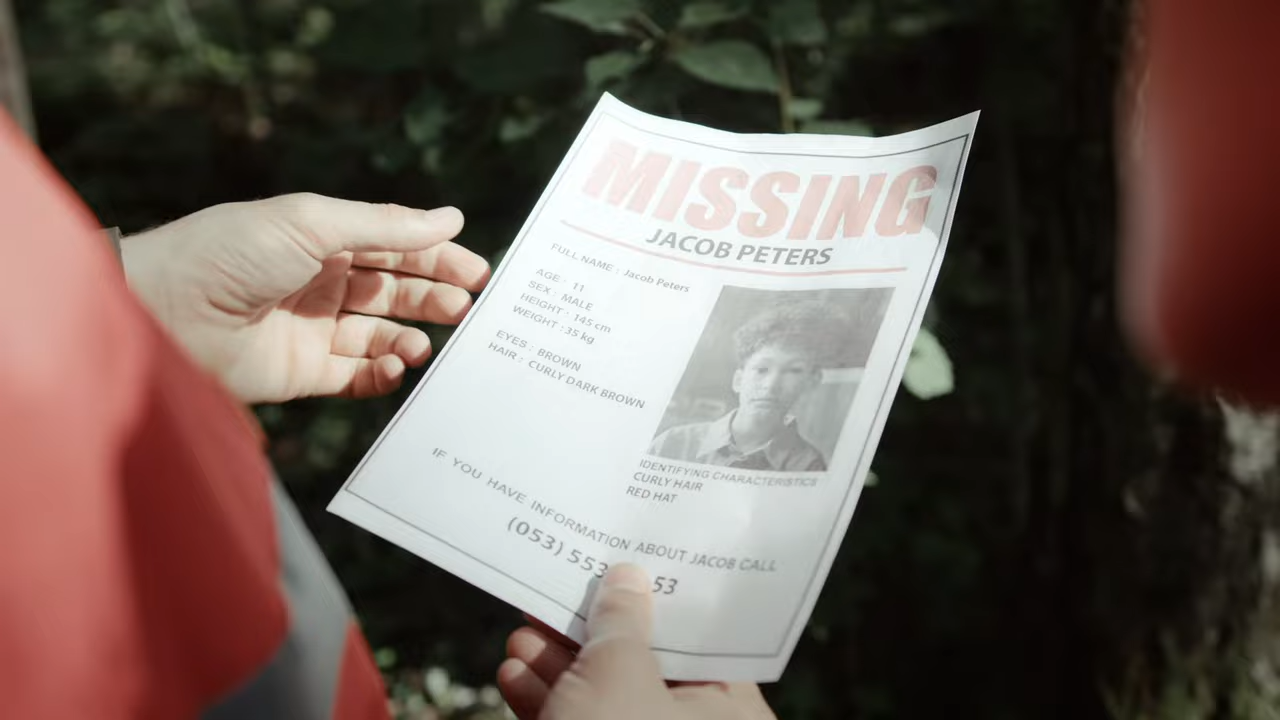 MISSING
JACOB PETERS
FULL NAME : Jacob Peters
AGE : 11
SEX : MALE
HEIGHT : 145 cm
WEIGHT : 35 kg
EYES : BROWN
HAIR : CURLY DARK BROWN
IDENTIFYING CHARACTERISTICS
CURLY HAIR
RED HAT
IF YOU HAVE INFORMATION ABOUT JACOB CALL
(053) 553 53